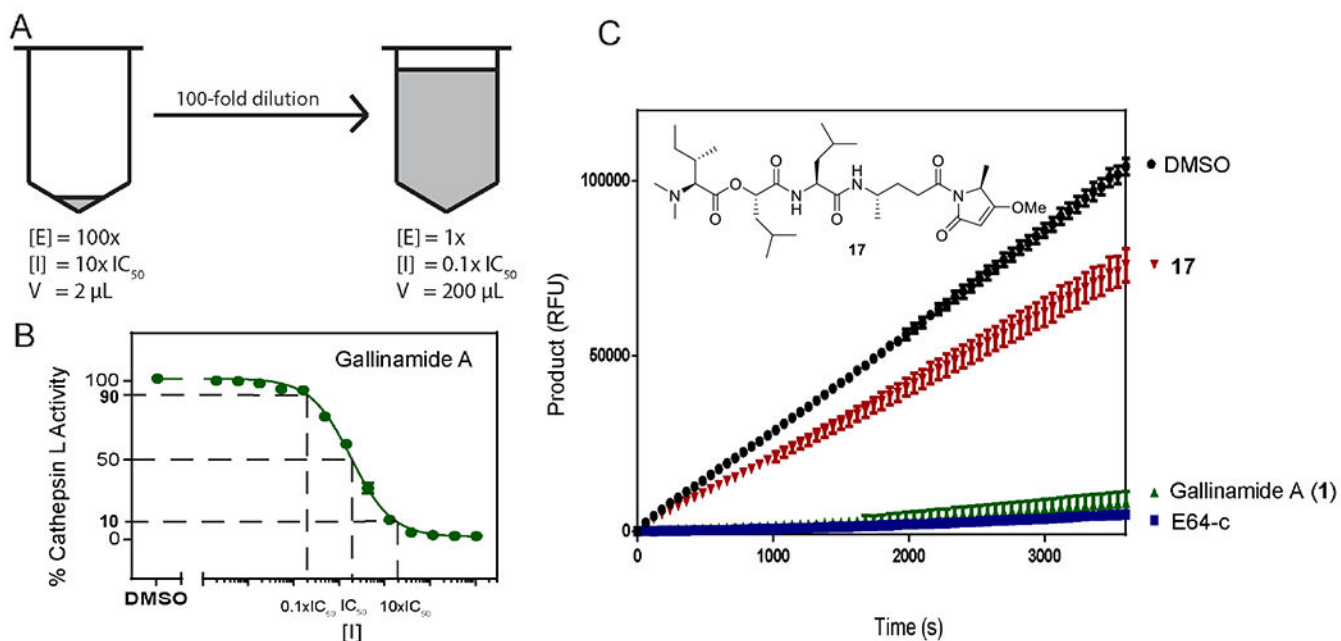 A
100-fold dilution
[E] = 100x
[I] = 10x IC50
V = 2 µL
[E] = 1x
[I] = 0.1x IC50
V = 200 µL
B
Gallinamide A
% Cathepsin L Activity
100
90
50
10
0
DMSO
0.1xIC50 IC50 10xIC50
[I]
C
Product (RFU)
100000
50000
0
0 1000 2000 3000
Time (s)
N
O
O
O
N
H
O
H
N
O
N
O
OMe
17
DMSO
17
Gallinamide A (1)
E64-c